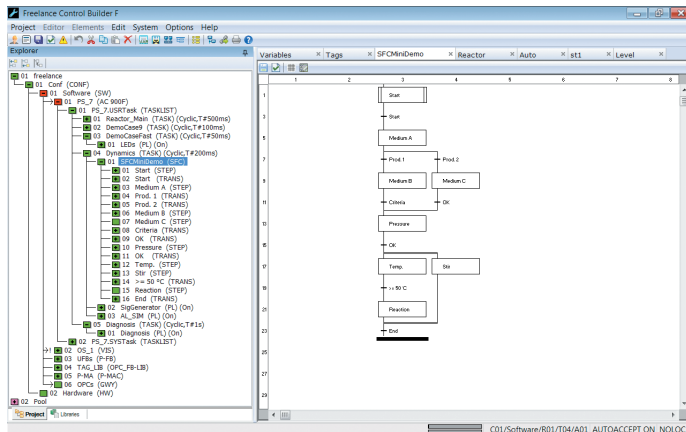 Freelance Control Builder F
Project Editor Elements Edit System Options Help
Explorer
Variables × Tags × SFCMiniDemo × Reactor × Auto × st1 × Level ×
01 freelance
01 Conf (CONF)
01 Software (SW)
01 PS_7 (AC 900F)
01 PS_7.USRTask (TASKLIST)
01 Reactor_Main (TASK) (Cyclic,T#500ms)
02 DemoCase9 (TASK) (Cyclic,T#100ms)
03 DemoCaseFast (TASK) (Cyclic,T#50ms)
01 LEDs (PL) (On)
04 Dynamics (TASK) (Cyclic,T#200ms)
01 SFCMiniDemo (SFC)
01 Start (STEP)
02 Start (TRANS)
03 Medium A (STEP)
04 Prod. 1 (TRANS)
05 Prod. 2 (TRANS)
06 Medium B (STEP)
07 Medium C (STEP)
08 Criteria (TRANS)
09 OK (TRANS)
10 Pressure (STEP)
11 OK (TRANS)
12 Temp. (STEP)
13 Stir (STEP)
14 >= 50 °C (TRANS)
15 Reaction (STEP)
16 End (TRANS)
02 SigGenerator (PL) (On)
03 AL_SIM (PL) (On)
05 Diagnosis (TASK) (Cyclic,T#1s)
01 Diagnosis (PL) (On)
02 PS_7.SYSTask (TASKLIST)
02 OS_1 (VIS)
03 UFBs (P-FB)
04 TAG_LIB (OPC_FB-LIB)
05 P-MA (P-MAC)
06 OPCs (GWY)
02 Hardware (HW)
02 Pool
Project Libraries
1 2 3 4 5 6 7 8
1 Start
3 Start
5 Medium A
7 Prod. 1 Prod. 2
9 Medium B Medium C
11 Criteria OK
13 Pressure
15 OK
17 Temp. Stir
19 >= 50°C
21 Reaction
23 End
25
27
29
C01/Software/R01/T04/A01 AUTOACCEPT ON NOLOC